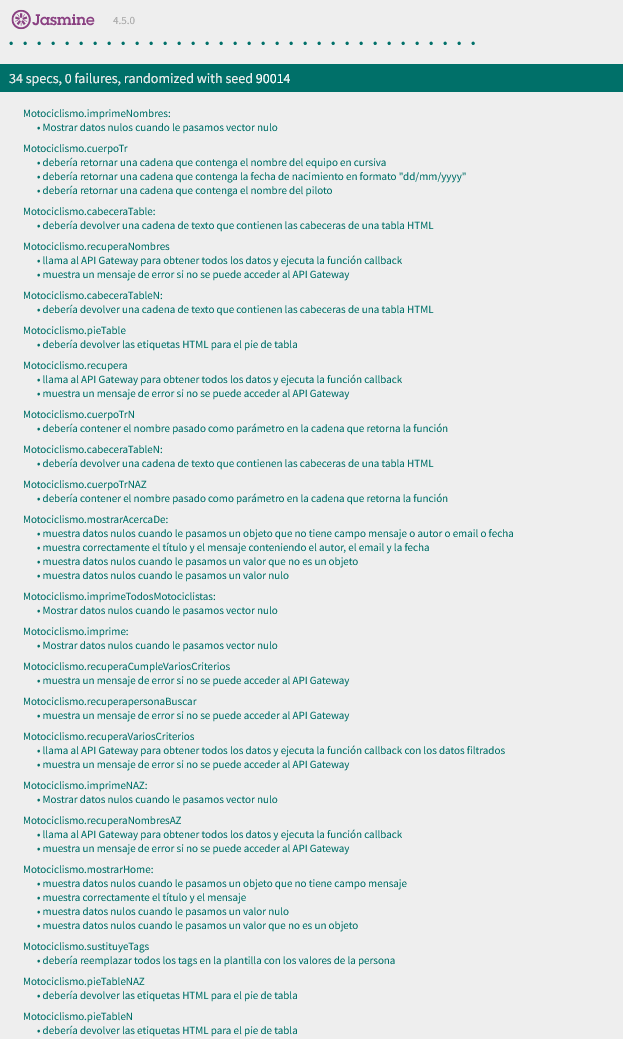 Jasmine 4.5.0
• • • • • • • • • • • • • • • • • • • • • • • • • • • • • • • • • •
34 specs, 0 failures, randomized with seed 90014
Motociclismo.imprimeNombres:
• Mostrar datos nulos cuando le pasamos vector nulo
Motociclismo.cuerpoTr
• debería retornar una cadena que contenga el nombre del equipo en cursiva
• debería retornar una cadena que contenga la fecha de nacimiento en formato "dd/mm/yyyy"
• debería retornar una cadena que contenga el nombre del piloto
Motociclismo.cabeceraTable:
• debería devolver una cadena de texto que contienen las cabeceras de una tabla HTML
Motociclismo.recuperaNombres
• llama al API Gateway para obtener todos los datos y ejecuta la función callback
• muestra un mensaje de error si no se puede acceder al API Gateway
Motociclismo.cabeceraTableN:
• debería devolver una cadena de texto que contienen las cabeceras de una tabla HTML
Motociclismo.pieTable
• debería devolver las etiquetas HTML para el pie de tabla
Motociclismo.recupera
• llama al API Gateway para obtener todos los datos y ejecuta la función callback
• muestra un mensaje de error si no se puede acceder al API Gateway
Motociclismo.cuerpoTrN
• debería contener el nombre pasado como parámetro en la cadena que retorna la función
Motociclismo.cabeceraTableN:
• debería devolver una cadena de texto que contienen las cabeceras de una tabla HTML
Motociclismo.cuerpoTrNAZ
• debería contener el nombre pasado como parámetro en la cadena que retorna la función
Motociclismo.mostrarAcercaDe:
• muestra datos nulos cuando le pasamos un objeto que no tiene campo mensaje o autor o email o fecha
• muestra correctamente el título y el mensaje conteniendo el autor, el email y la fecha
• muestra datos nulos cuando le pasamos un valor que no es un objeto
• muestra datos nulos cuando le pasamos un valor nulo
Motociclismo.imprimeTodosMotociclistas:
• Mostrar datos nulos cuando le pasamos vector nulo
Motociclismo.imprime:
• Mostrar datos nulos cuando le pasamos vector nulo
Motociclismo.recuperaCumpleVariosCriterios
• muestra un mensaje de error si no se puede acceder al API Gateway
Motociclismo.recuperapersonaBuscar
• muestra un mensaje de error si no se puede acceder al API Gateway
Motociclismo.recuperaVariosCriterios
• llama al API Gateway para obtener todos los datos y ejecuta la función callback con los datos filtrados
• muestra un mensaje de error si no se puede acceder al API Gateway
Motociclismo.imprimeNAZ:
• Mostrar datos nulos cuando le pasamos vector nulo
Motociclismo.recuperaNombresAZ
• llama al API Gateway para obtener todos los datos y ejecuta la función callback
• muestra un mensaje de error si no se puede acceder al API Gateway
Motociclismo.mostrarHome:
• muestra datos nulos cuando le pasamos un objeto que no tiene campo mensaje
• muestra correctamente el título y el mensaje
• muestra datos nulos cuando le pasamos un valor nulo
• muestra datos nulos cuando le pasamos un valor que no es un objeto
Motociclismo.sustituyeTags
• debería reemplazar todos los tags en la plantilla con los valores de la persona
Motociclismo.pieTableNAZ
• debería devolver las etiquetas HTML para el pie de tabla
Motociclismo.pieTableN
• debería devolver las etiquetas HTML para el pie de tabla